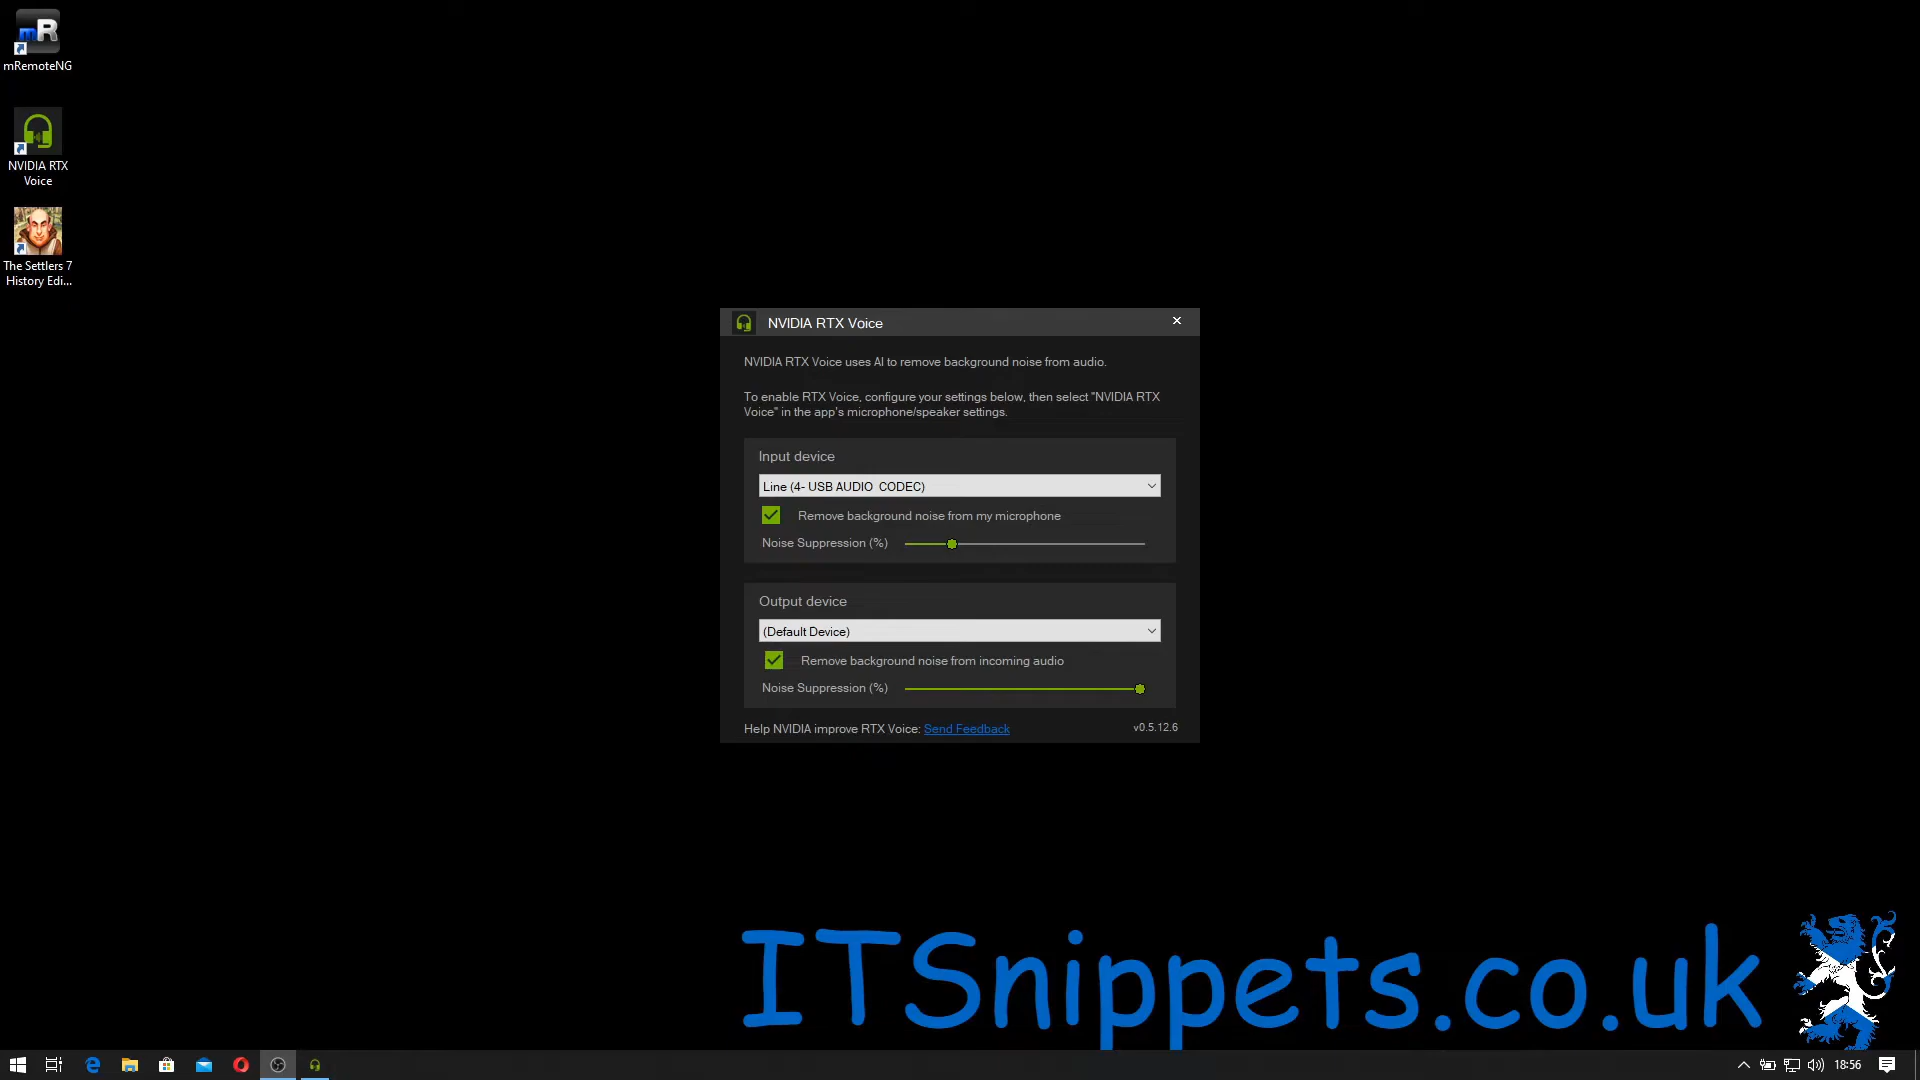 mRemoteNG
NVIDIA RTX
Voice
The Settlers 7
History Edi...
NVIDIA RTX Voice
NVIDIA RTX Voice uses AI to remove background noise from audio.
To enable RTX Voice, configure your settings below, then select "NVIDIA RTX
Voice" in the app's microphone/speaker settings.
Input device
Line (4- USB AUDIO  CODEC)
Remove background noise from my microphone
Noise Suppression (%)
Output device
(Default Device)
Remove background noise from incoming audio
Noise Suppression (%)
Help NVIDIA improve RTX Voice: Send Feedback
v0.5.12.6
ITSnippets.co.uk
18:56